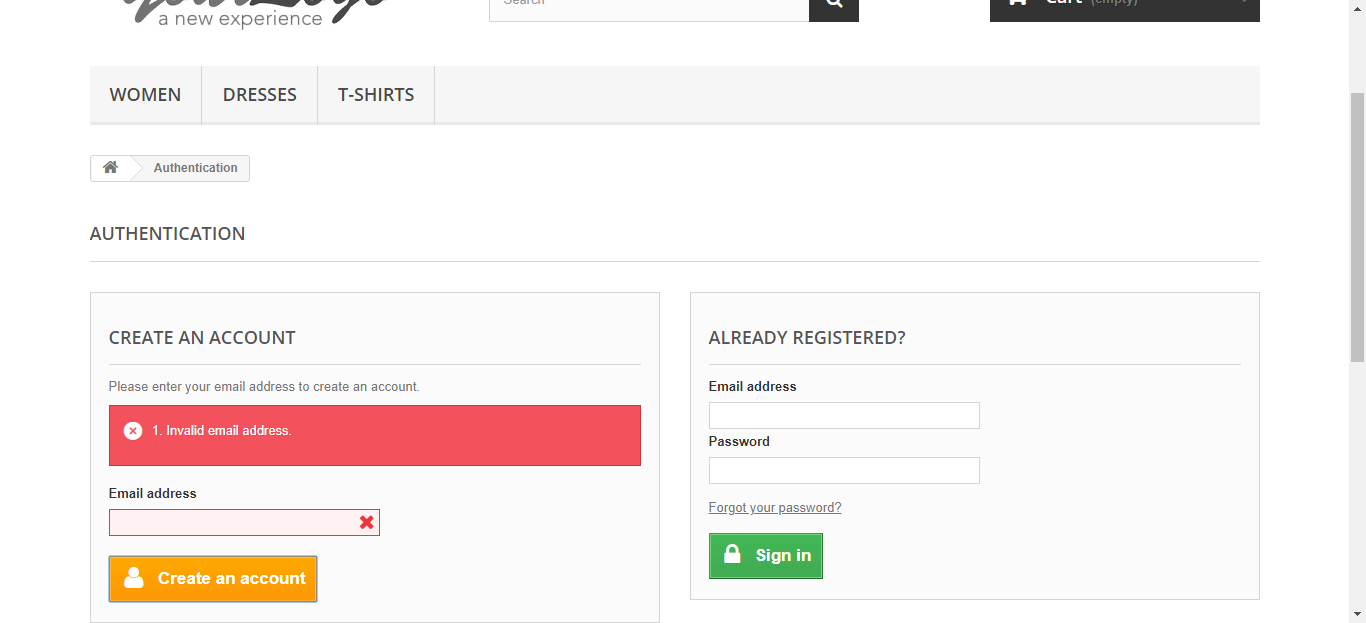 a new experience
Search
Cart (empty)
WOMEN DRESSES T-SHIRTS
Authentication
AUTHENTICATION
CREATE AN ACCOUNT
Please enter your email address to create an account.
1. Invalid email address.
Email address
Create an account
ALREADY REGISTERED?
Email address
Password
Forgot your password?
Sign in